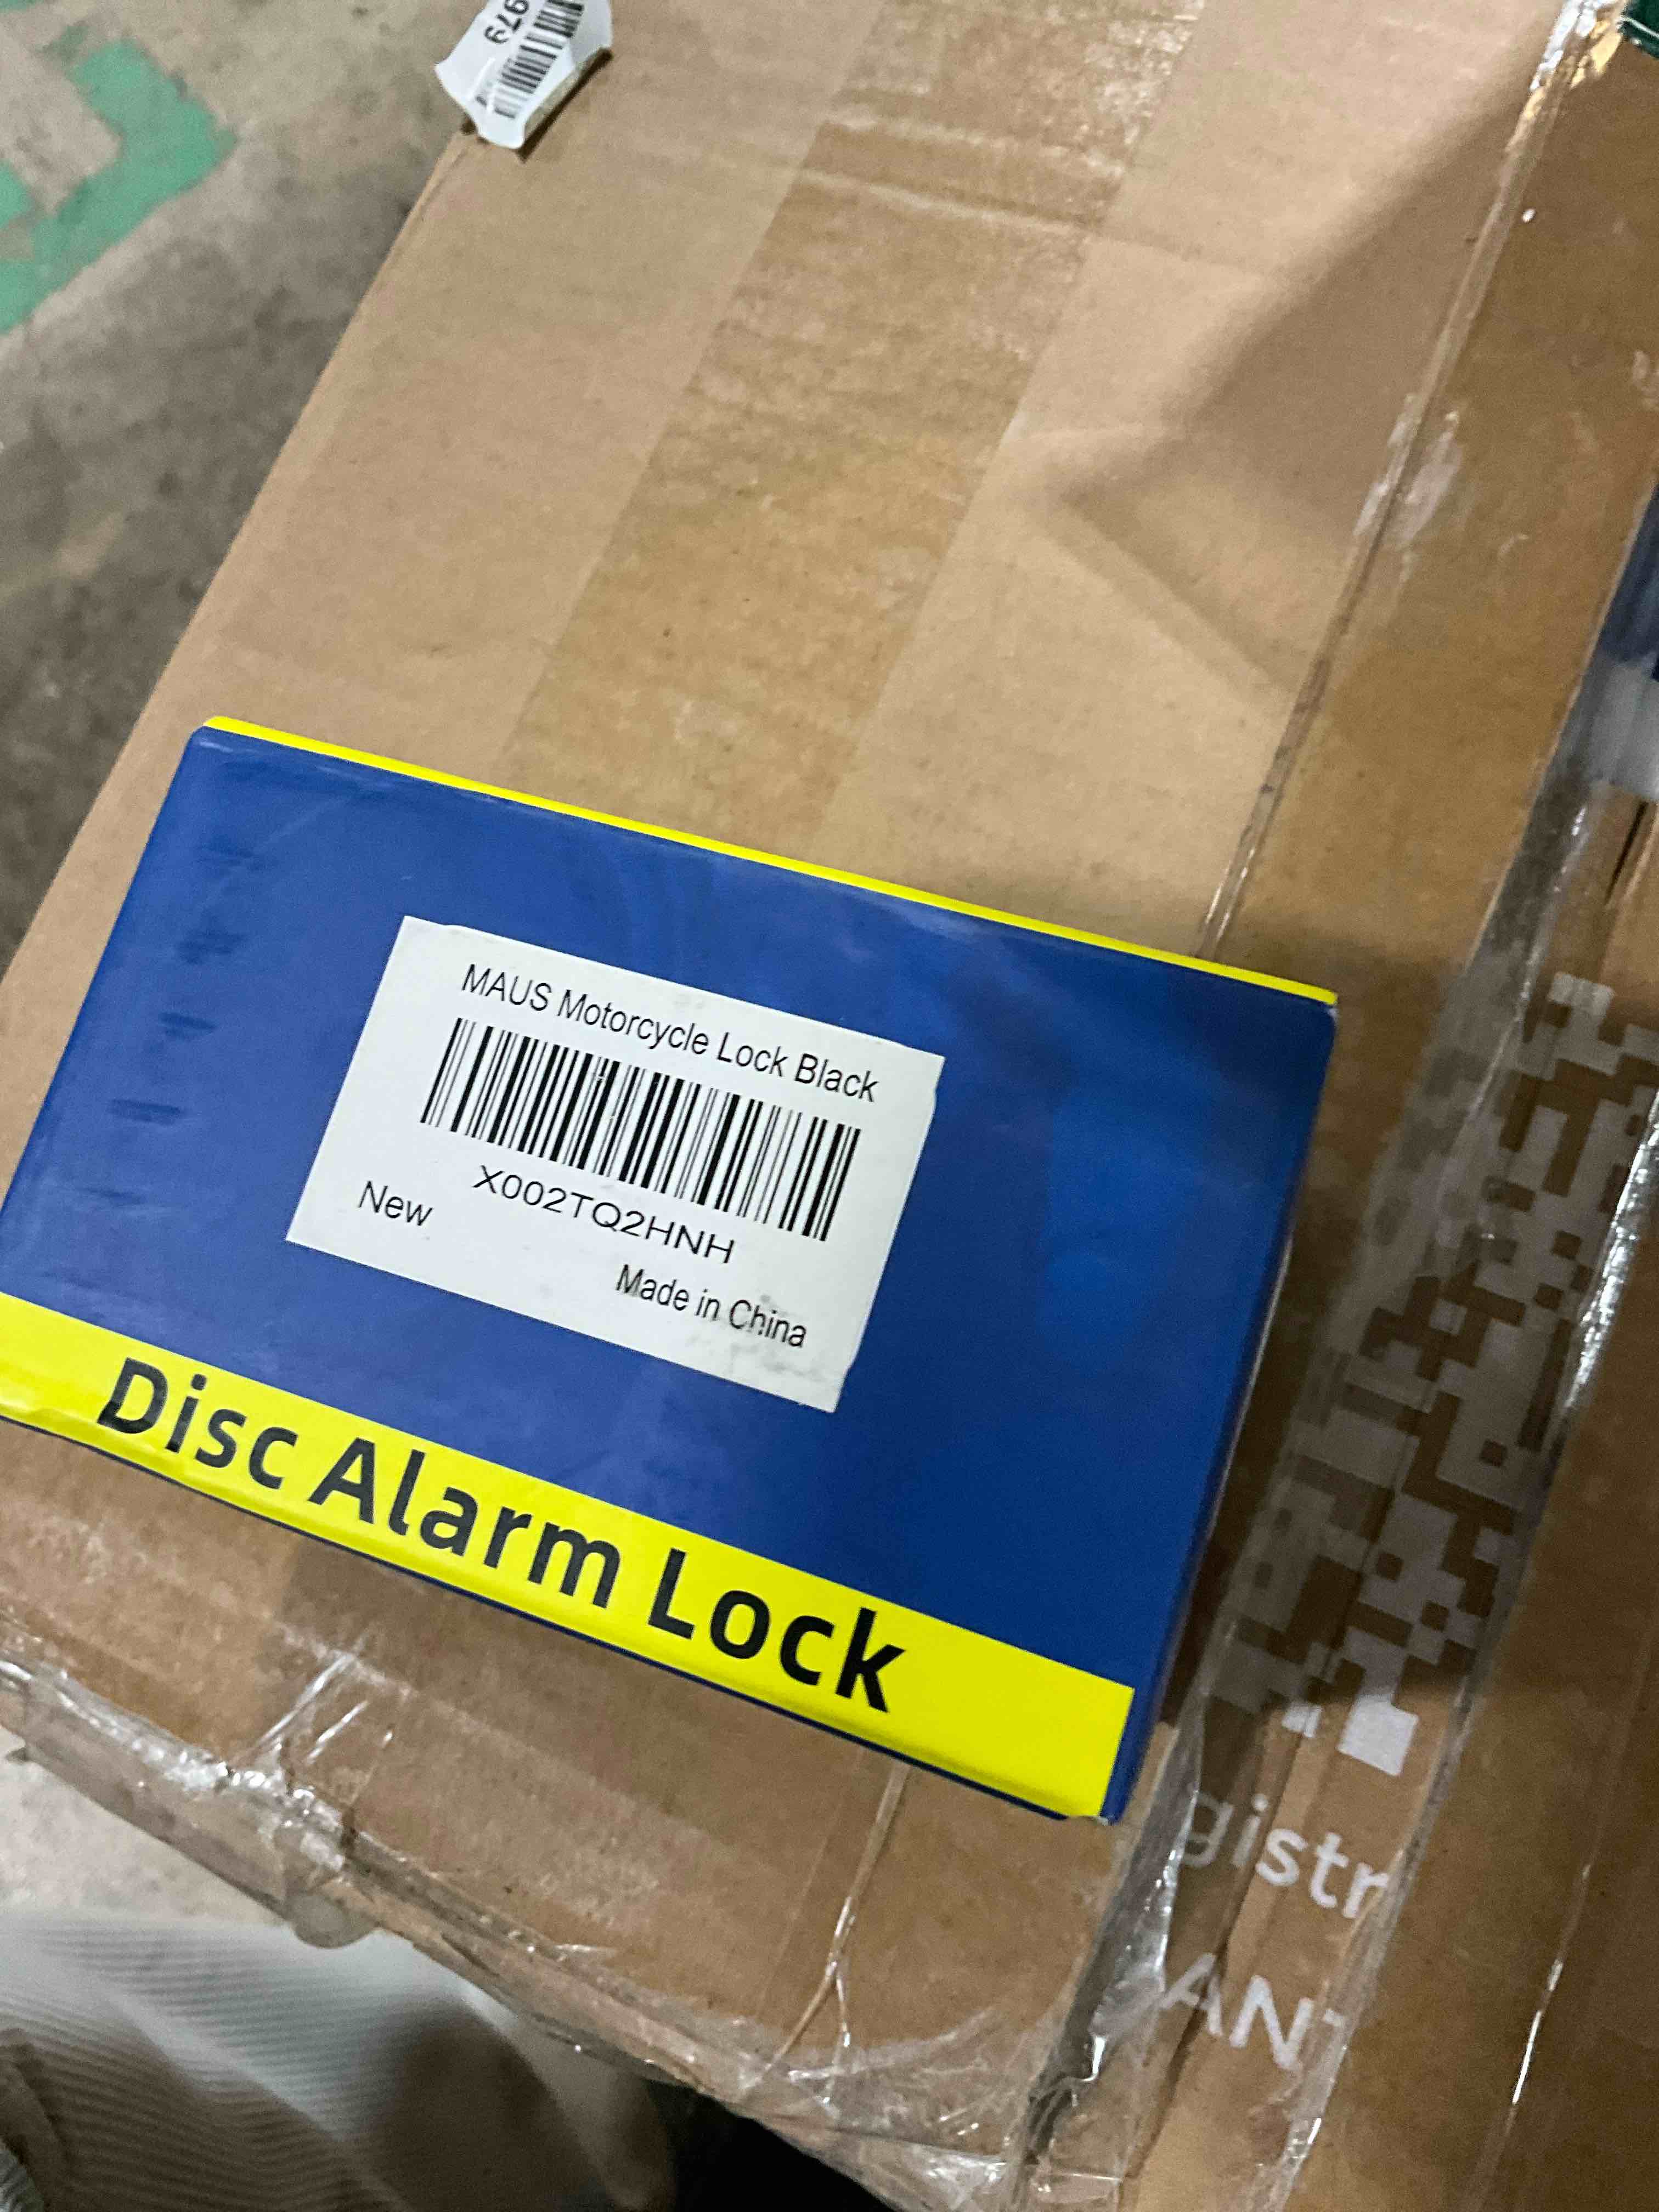 979
MAUS Motorcycle Lock Black
X002TQ2HNH
New
Made in China
Disc Alarm Lock
gistr
AN